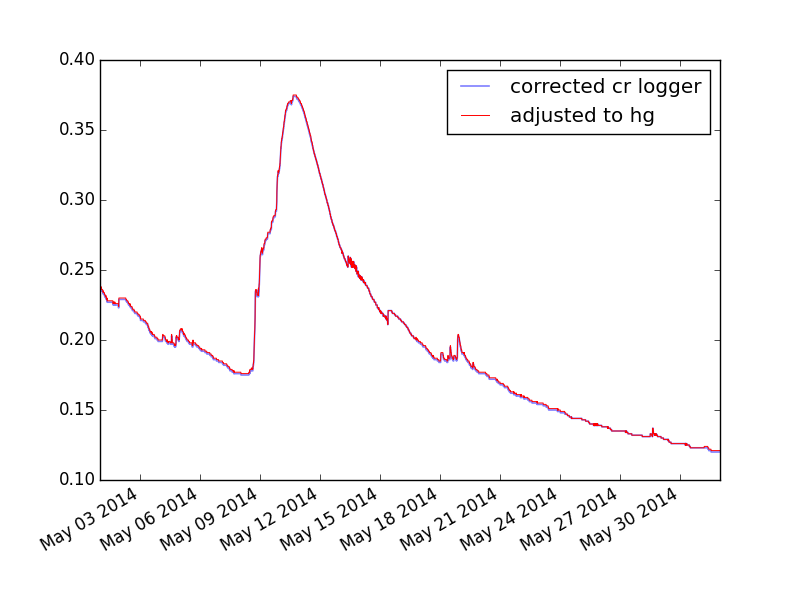 0.40
0.35
0.30
0.25
0.20
0.15
0.10
corrected cr logger
adjusted to hg
May 03 2014
May 06 2014
May 09 2014
May 12 2014
May 15 2014
May 18 2014
May 21 2014
May 24 2014
May 27 2014
May 30 2014